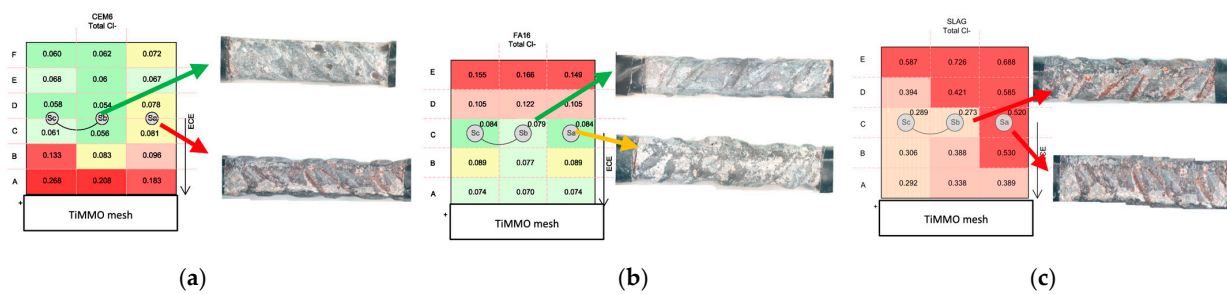 CEM6
Total Cl-
F 0.060 0.062 0.072
E 0.068 0.06 0.067
D 0.058 0.054 0.078
Sc Sb Sa
C 0.061 0.056 0.081
B 0.133 0.083 0.096
A 0.268 0.208 0.183
ECE
+
TiMMO mesh
(a)
FA16
Total Cl-
E 0.155 0.166 0.149
D 0.105 0.122 0.105
0.084 0.079 0.084
C Sc Sb Sa
B 0.089 0.077 0.089
A 0.074 0.070 0.074
ECE
+
TiMMO mesh
(b)
SLAG
Total Cl-
E 0.587 0.726 0.688
D 0.394 0.421 0.585
0.289 0.273 0.520
C Sc Sb Sa
B 0.306 0.388 0.530
A 0.292 0.338 0.389
+
TiMMO mesh
(c)